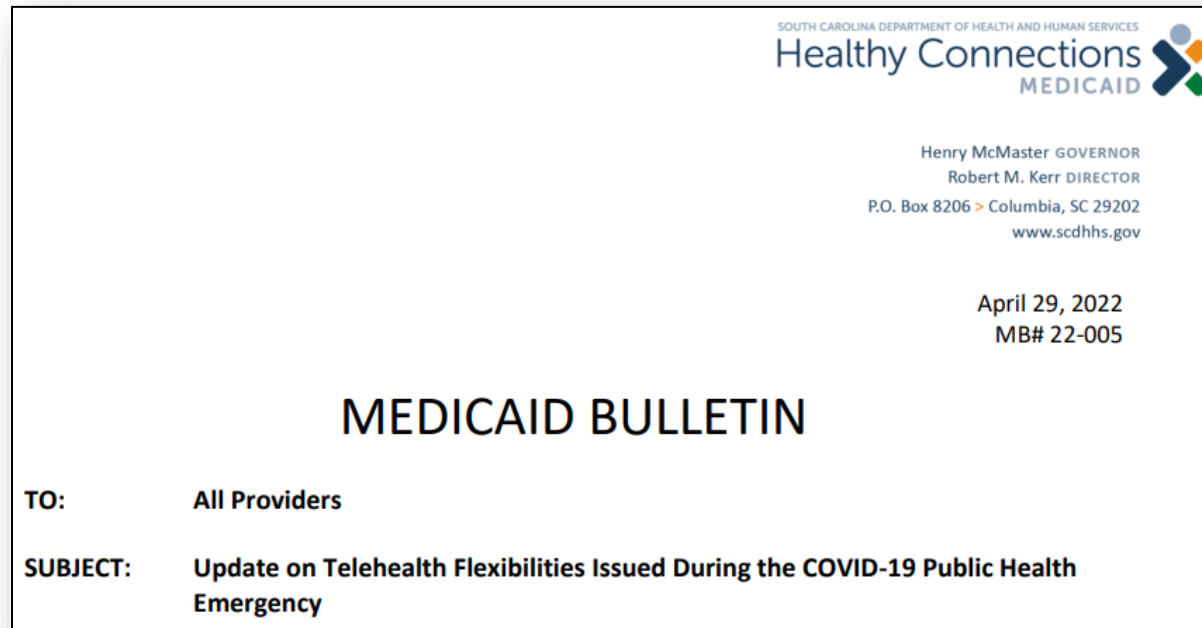 SOUTH CAROLINA DEPARTMENT OF HEALTH AND HUMAN SERVICES
Healthy Connections
MEDICAID
Henry McMaster GOVERNOR
Robert M. Kerr DIRECTOR
P.O. Box 8206 > Columbia, SC 29202
www.scdhhs.gov
April 29, 2022
MB# 22-005
MEDICAID BULLETIN
TO: All Providers
SUBJECT: Update on Telehealth Flexibilities Issued During the COVID-19 Public Health
Emergency